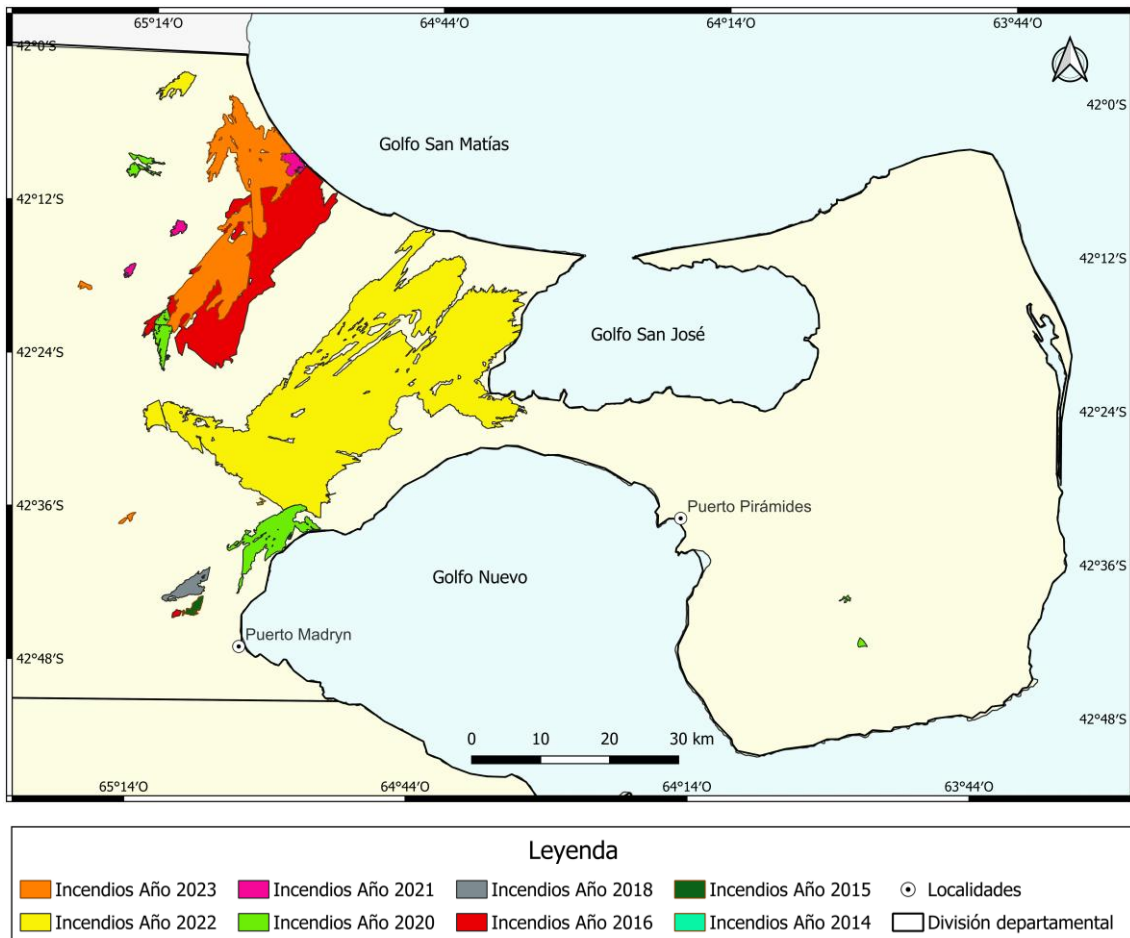 65°14′O 64°44′O 64°14′O 63°44′O
42°0′S
42°0′S
Golfo San Matías
42°12′S
42°12′S
Golfo San José
42°24′S
42°24′S
42°36′S
Puerto Pirámides
42°36′S
Golfo Nuevo
Puerto Madryn
42°48′S
42°48′S
0 10 20 30 km
65°14′O 64°44′O 64°14′O 63°44′O
Leyenda
Incendios Año 2023 Incendios Año 2021 Incendios Año 2018 Incendios Año 2015 Localidades
Incendios Año 2022 Incendios Año 2020 Incendios Año 2016 Incendios Año 2014 División departamental